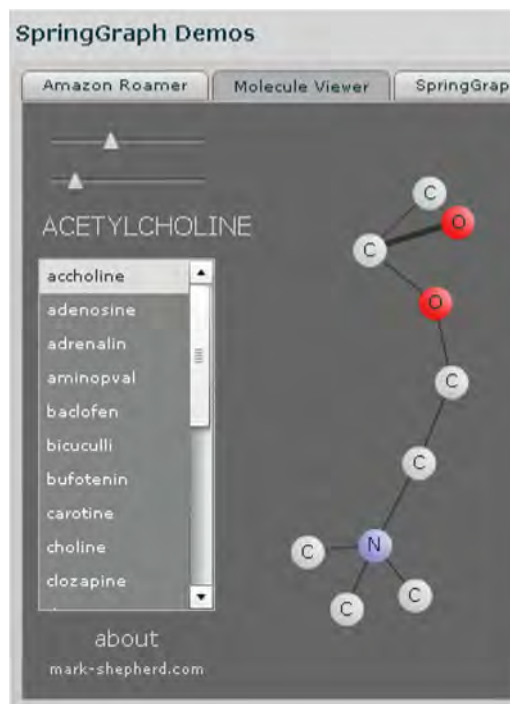 SpringGraph Demos
Amazon Roamer
Molecule Viewer
SpringGrap
ACETYLCHOLINE
accholine
adenosine
adrenalin
aminopval
baclofen
bicuculli
bufotenin
carotine
choline
clozapine
about
mark-shepherd.com
C
O
C
O
C
C
N
C
C
C